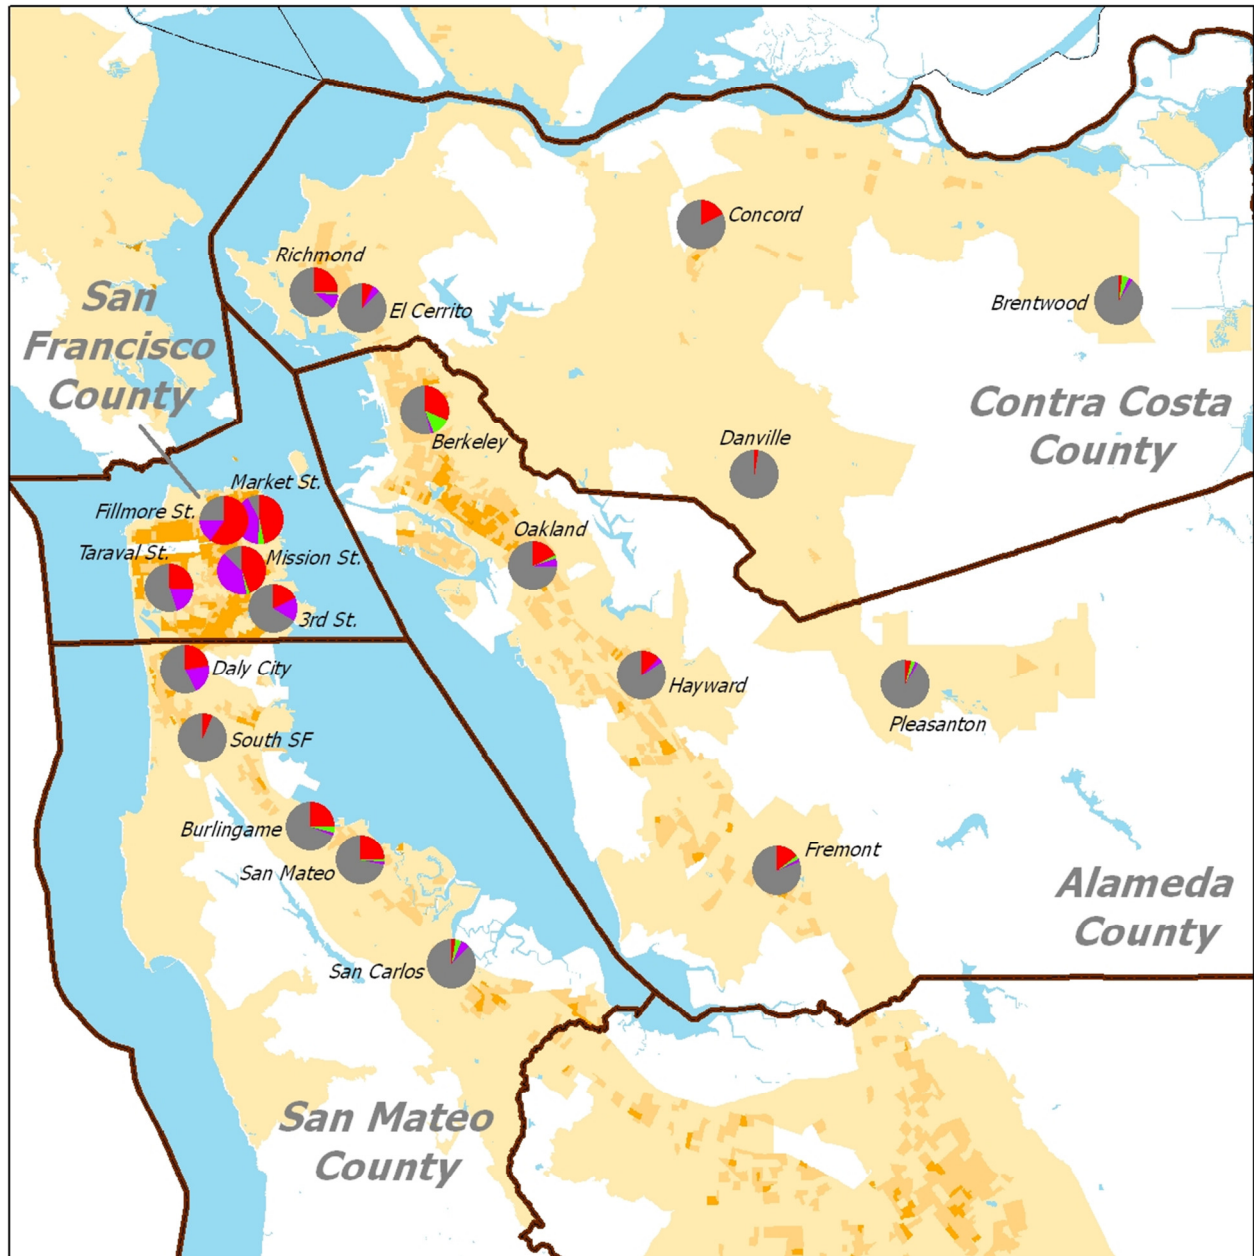 Concord
Richmond
El Cerrito
Brentwood
San
Francisco
County
Contra Costa
County
Berkeley
Danville
Market St.
Fillmore St.
Oakland
Taraval St.
Mission St.
3rd St.
Daly City
Hayward
Pleasanton
South SF
Burlingame
San Mateo
Fremont
Alameda
County
San Carlos
San Mateo
County